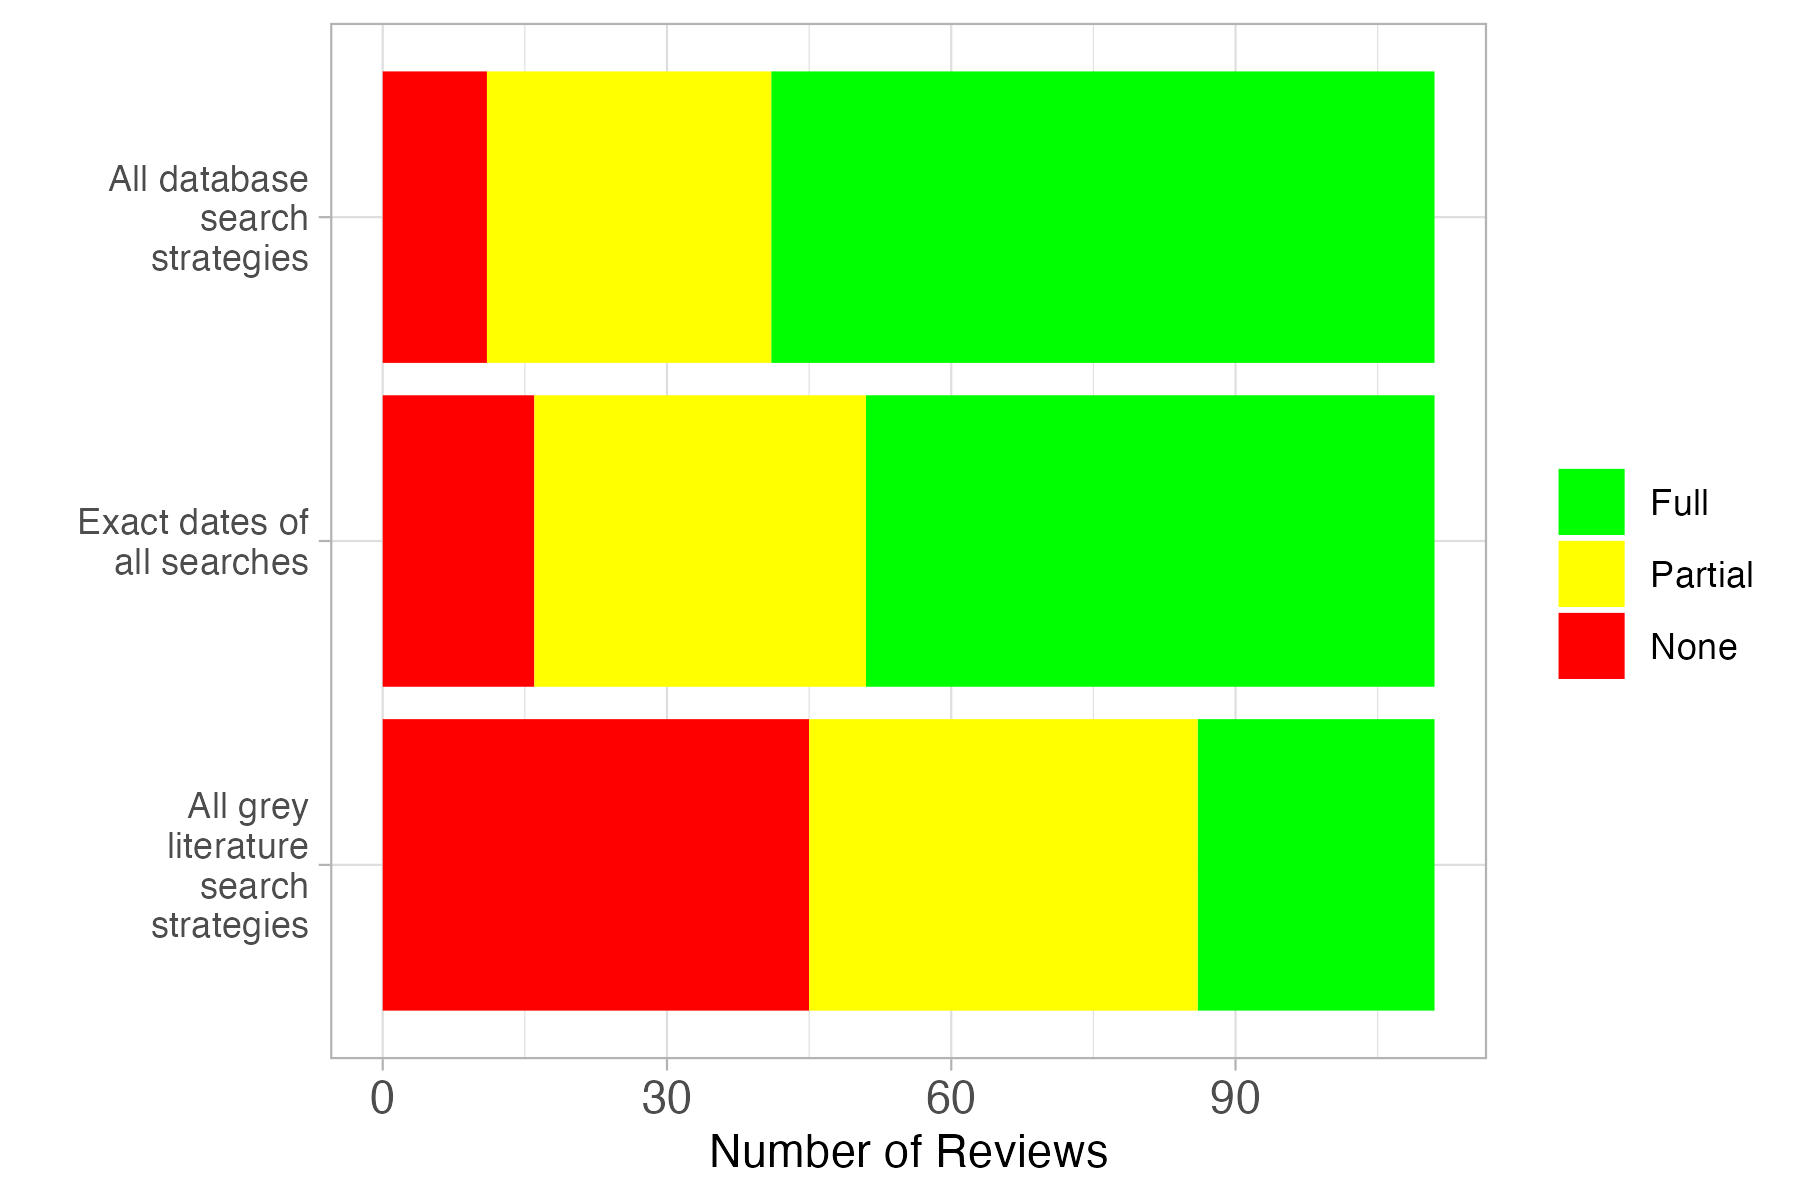 All database
search
strategies
Exact dates of
all searches
All grey
literature
search
strategies
0 30 60 90
Number of Reviews
Full
Partial
None